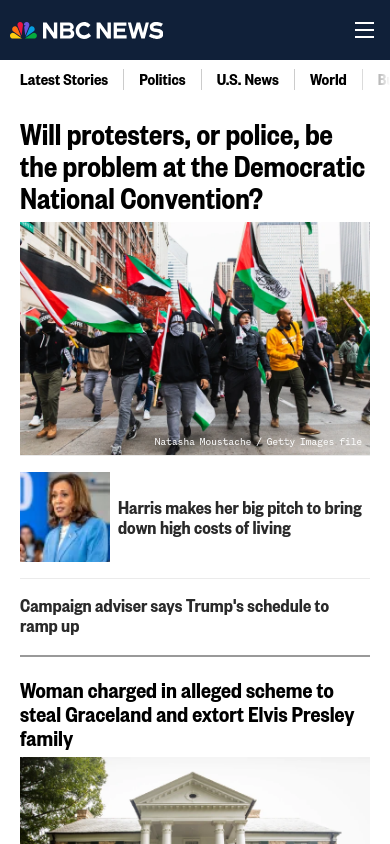 NBC NEWS
Latest Stories
Politics
U.S. News
World
Will protesters, or police, be
the problem at the Democratic
National Convention?
Natasha Moustache / Getty Images file
Harris makes her big pitch to bring
down high costs of living
Campaign adviser says Trump's schedule to
ramp up
Woman charged in alleged scheme to
steal Graceland and extort Elvis Presley
family